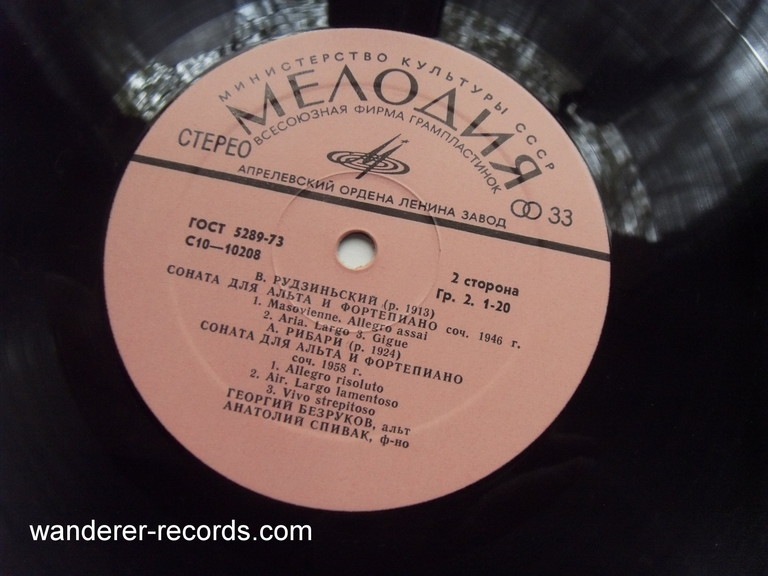 МИНИСТЕРСТВО КУЛЬТУРЫ СССР
МЕЛОДИЯ
ВСЕСОЮЗНАЯ ФИРМА ГРАМПЛАСТИНОК
СТЕРЕО
АПРЕЛЕВСКИЙ ОРДЕНА ЛЕНИНА ЗАВОД
33
ГОСТ 5289-73
С10—10208
2 сторона
Гр. 2. 1-20
В. РУДЗИНЬСКИЙ (р. 1913)
СОНАТА ДЛЯ АЛЬТА И ФОРТЕПИАНО соч. 1946 г.
1. Masovienne. Allegro assai
2. Aria. Largo 3. Gigue
А. РИБАРИ (р. 1924)
СОНАТА ДЛЯ АЛЬТА И ФОРТЕПИАНО
соч. 1958 г.
1. Allegro risoluto
2. Air. Largo lamentoso
3. Vivo strepitoso
ГЕОРГИЙ БЕЗРУКОВ, альт
АНАТОЛИЙ СПИВАК, ф-но
wanderer-records.com